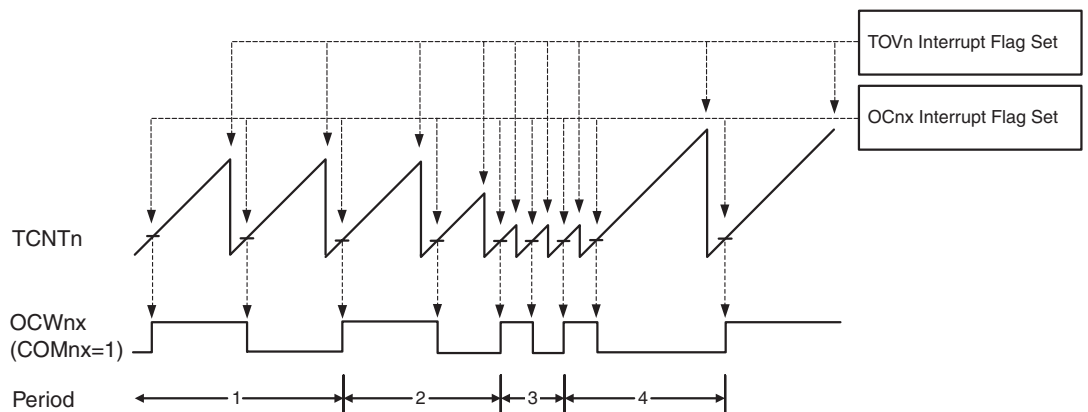 TOVn Interrupt Flag Set
OCnx Interrupt Flag Set
TCNTn
OCWnx
(COMnx=1)
Period
1
2
3
4